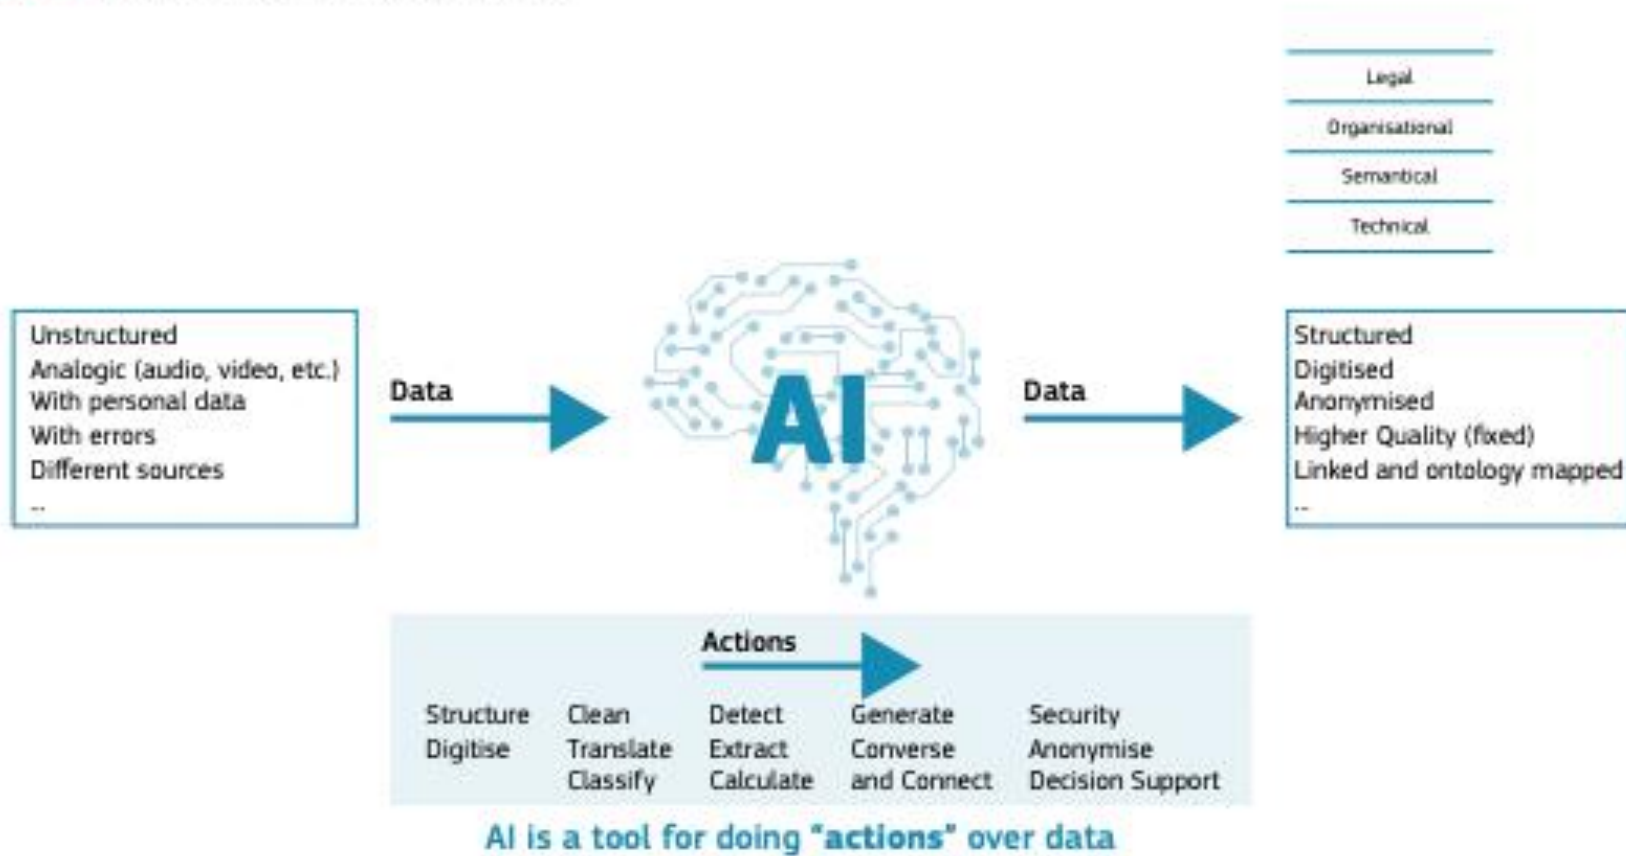 Legal
Organisational
Semantical
Technical
Unstructured
Analogic (audio, video, etc.)
With personal data
With errors
Different sources
...
Data
AI
Data
Structured
Digitised
Anonymised
Higher Quality (fixed)
Linked and ontology mapped
...
Actions
Structure Clean Detect Generate Security
Digitise Translate Extract Converse Anonymise
Classify Calculate and Connect Decision Support
AI is a tool for doing "actions" over data